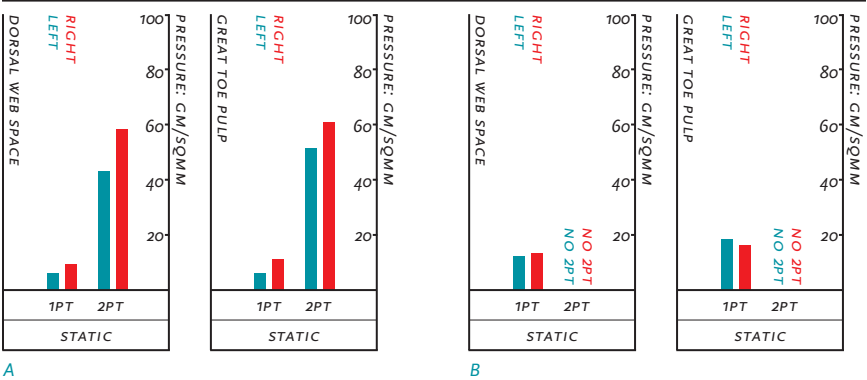 DORSAL WEB SPACE
LEFT
RIGHT
100
80
60
40
20
PRESSURE: GM/SQMM
1PT 2PT
STATIC
GREAT TOE PULP
LEFT
RIGHT
100
80
60
40
20
PRESSURE: GM/SQMM
1PT 2PT
STATIC
A
DORSAL WEB SPACE
LEFT
RIGHT
NO 2PT
NO 2PT
100
80
60
40
20
PRESSURE: GM/SQMM
1PT 2PT
STATIC
GREAT TOE PULP
LEFT
RIGHT
NO 2PT
NO 2PT
100
80
60
40
20
PRESSURE: GM/SQMM
1PT 2PT
STATIC
B